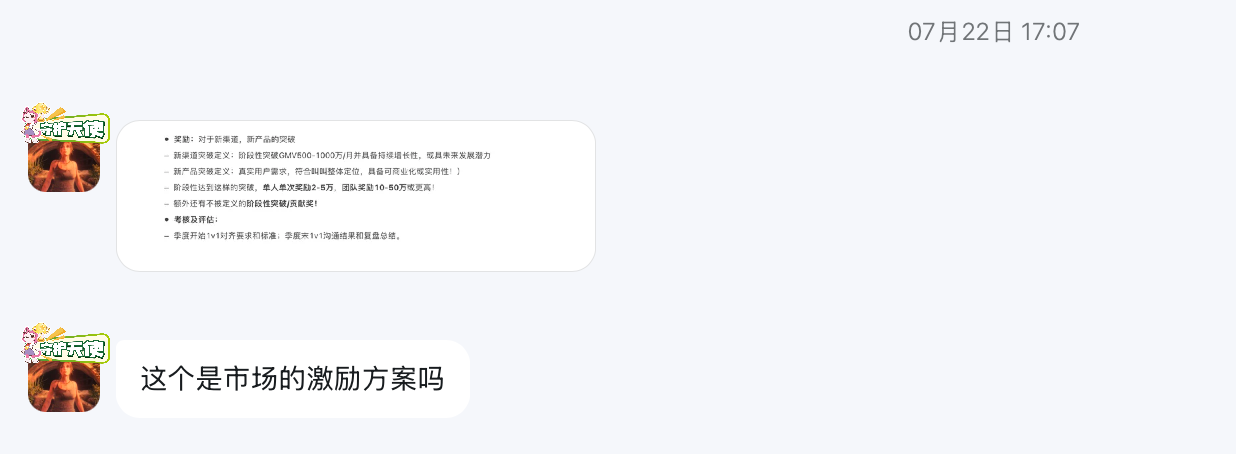 07月22日 17:07
守护天使
• 奖励：对于新渠道，新产品的突破
– 新渠道突破定义：阶段性突破GMV500-1000万/月并具备持续增长性，或具未来发展潜力
– 新产品突破定义：真实用户需求，符合叫叫整体定位，具备可商业化或实用性！）
– 阶段性达到这样的突破，单人单次奖励2-5万，团队奖励10-50万或更高！
– 额外还有不被定义的阶段性突破/贡献奖！
• 考核及评估：
– 季度开始1v1对齐要求和标准；季度末1v1沟通结果和复盘总结。
守护天使
这个是市场的激励方案吗